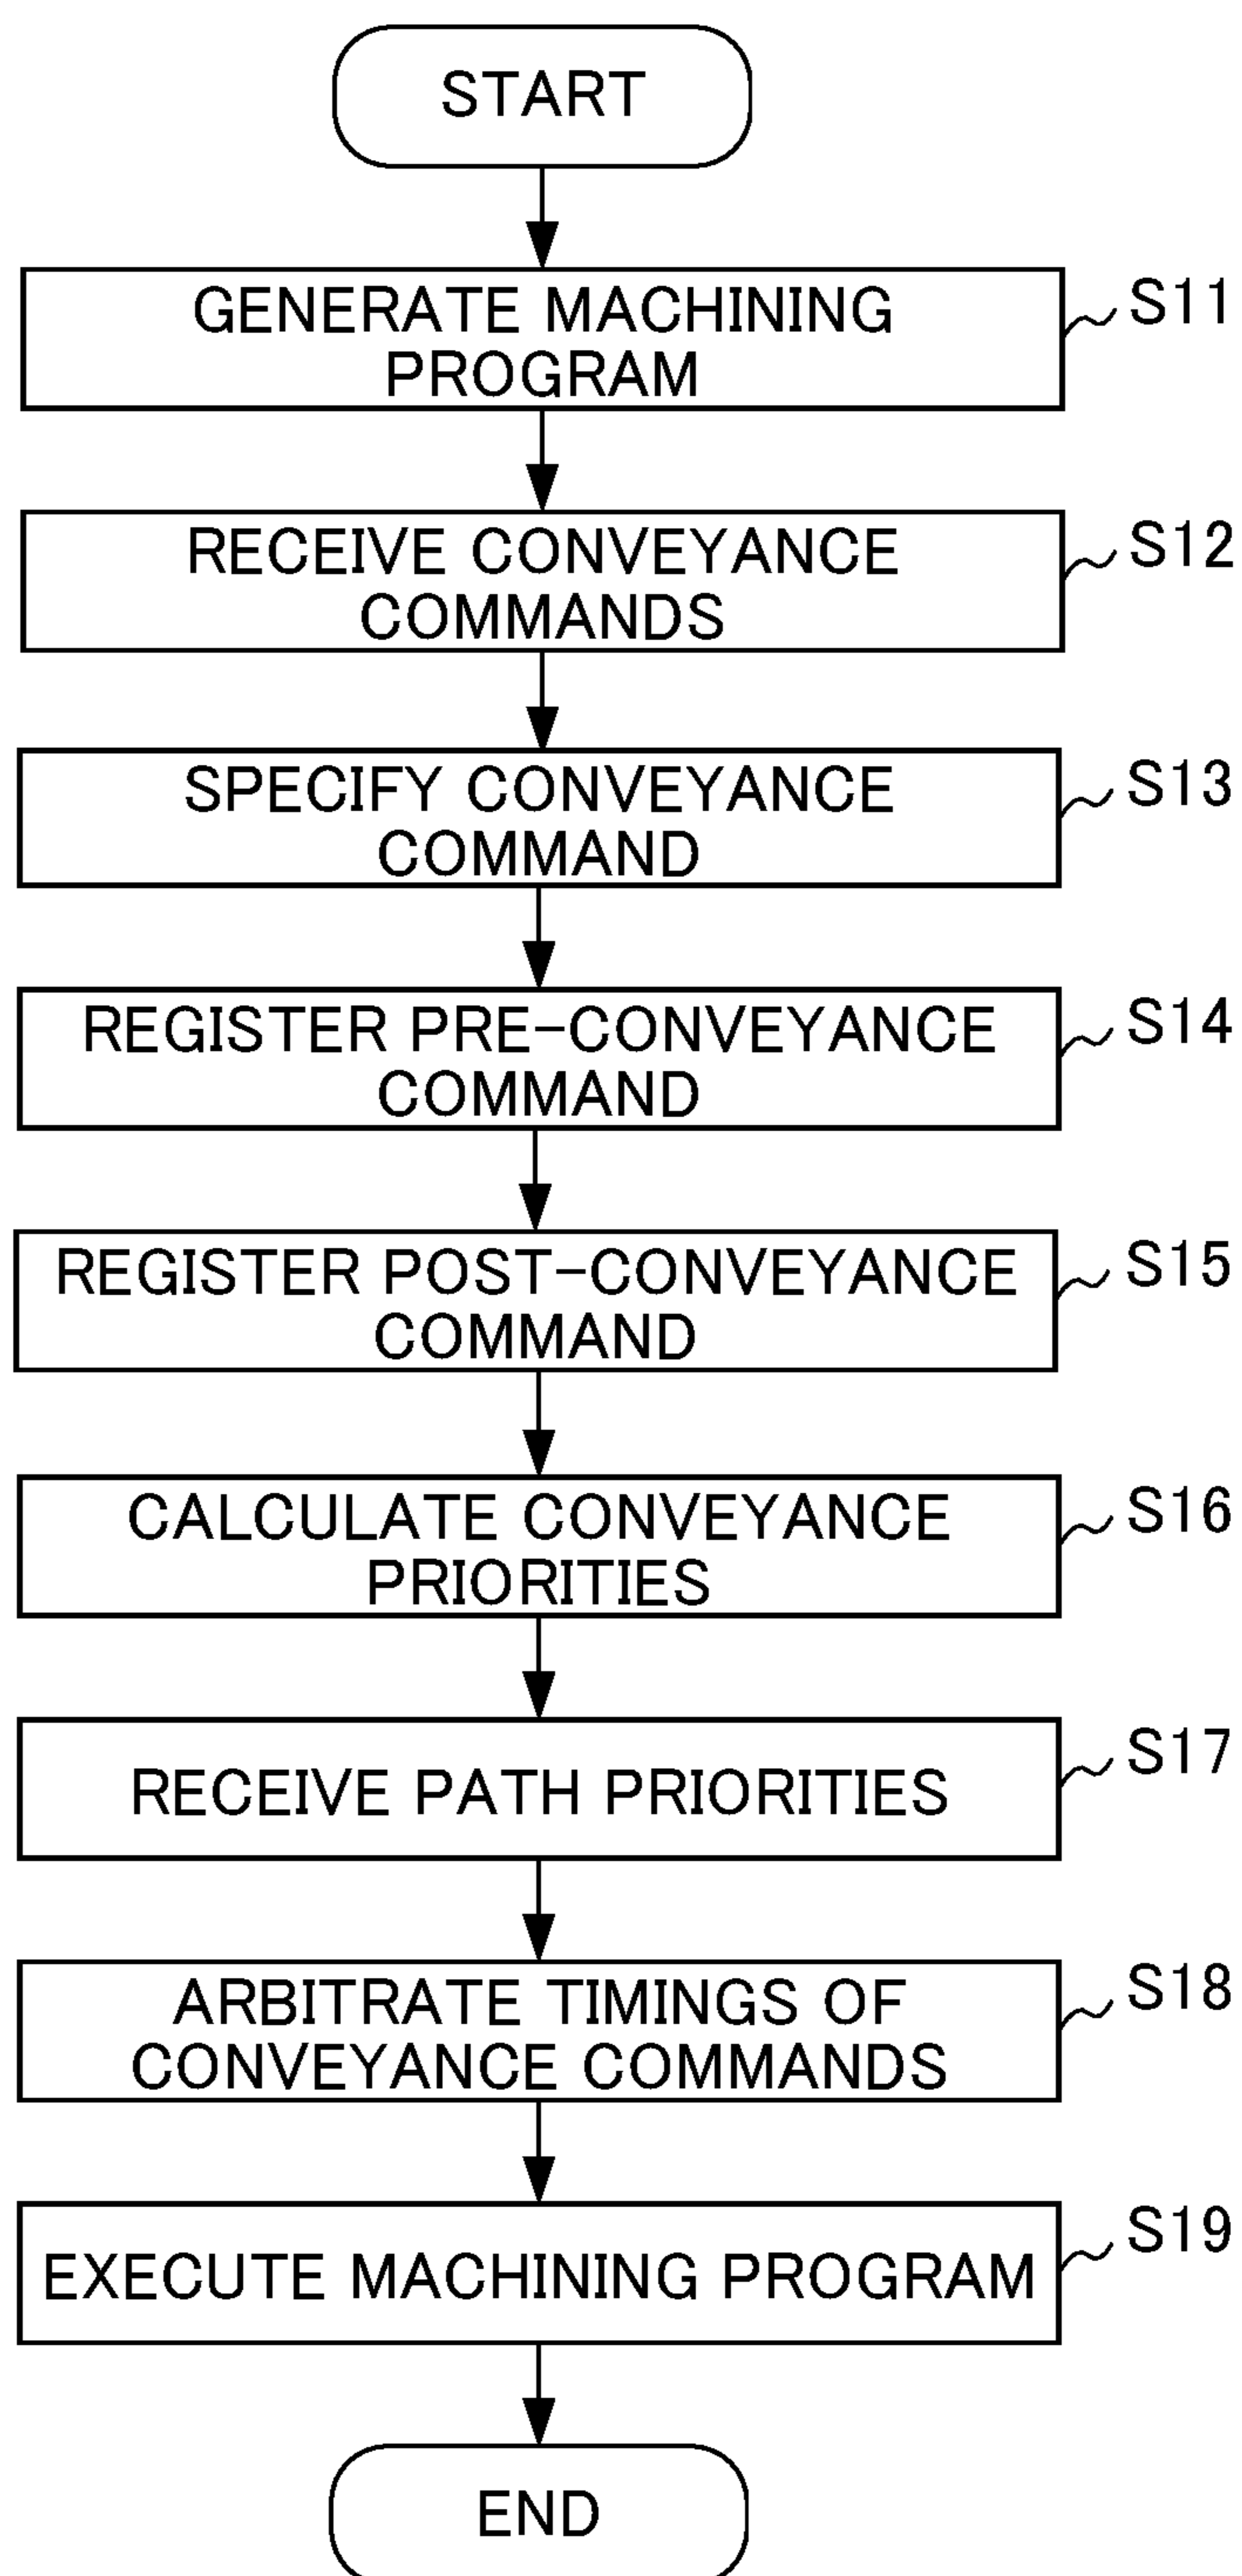 START
GENERATE MACHINING
PROGRAM
S11
RECEIVE CONVEYANCE
COMMANDS
S12
SPECIFY CONVEYANCE
COMMAND
S13
REGISTER PRE-CONVEYANCE
COMMAND
S14
REGISTER POST-CONVEYANCE
COMMAND
S15
CALCULATE CONVEYANCE
PRIORITIES
S16
RECEIVE PATH PRIORITIES
S17
ARBITRATE TIMINGS OF
CONVEYANCE COMMANDS
S18
EXECUTE MACHINING PROGRAM
S19
END